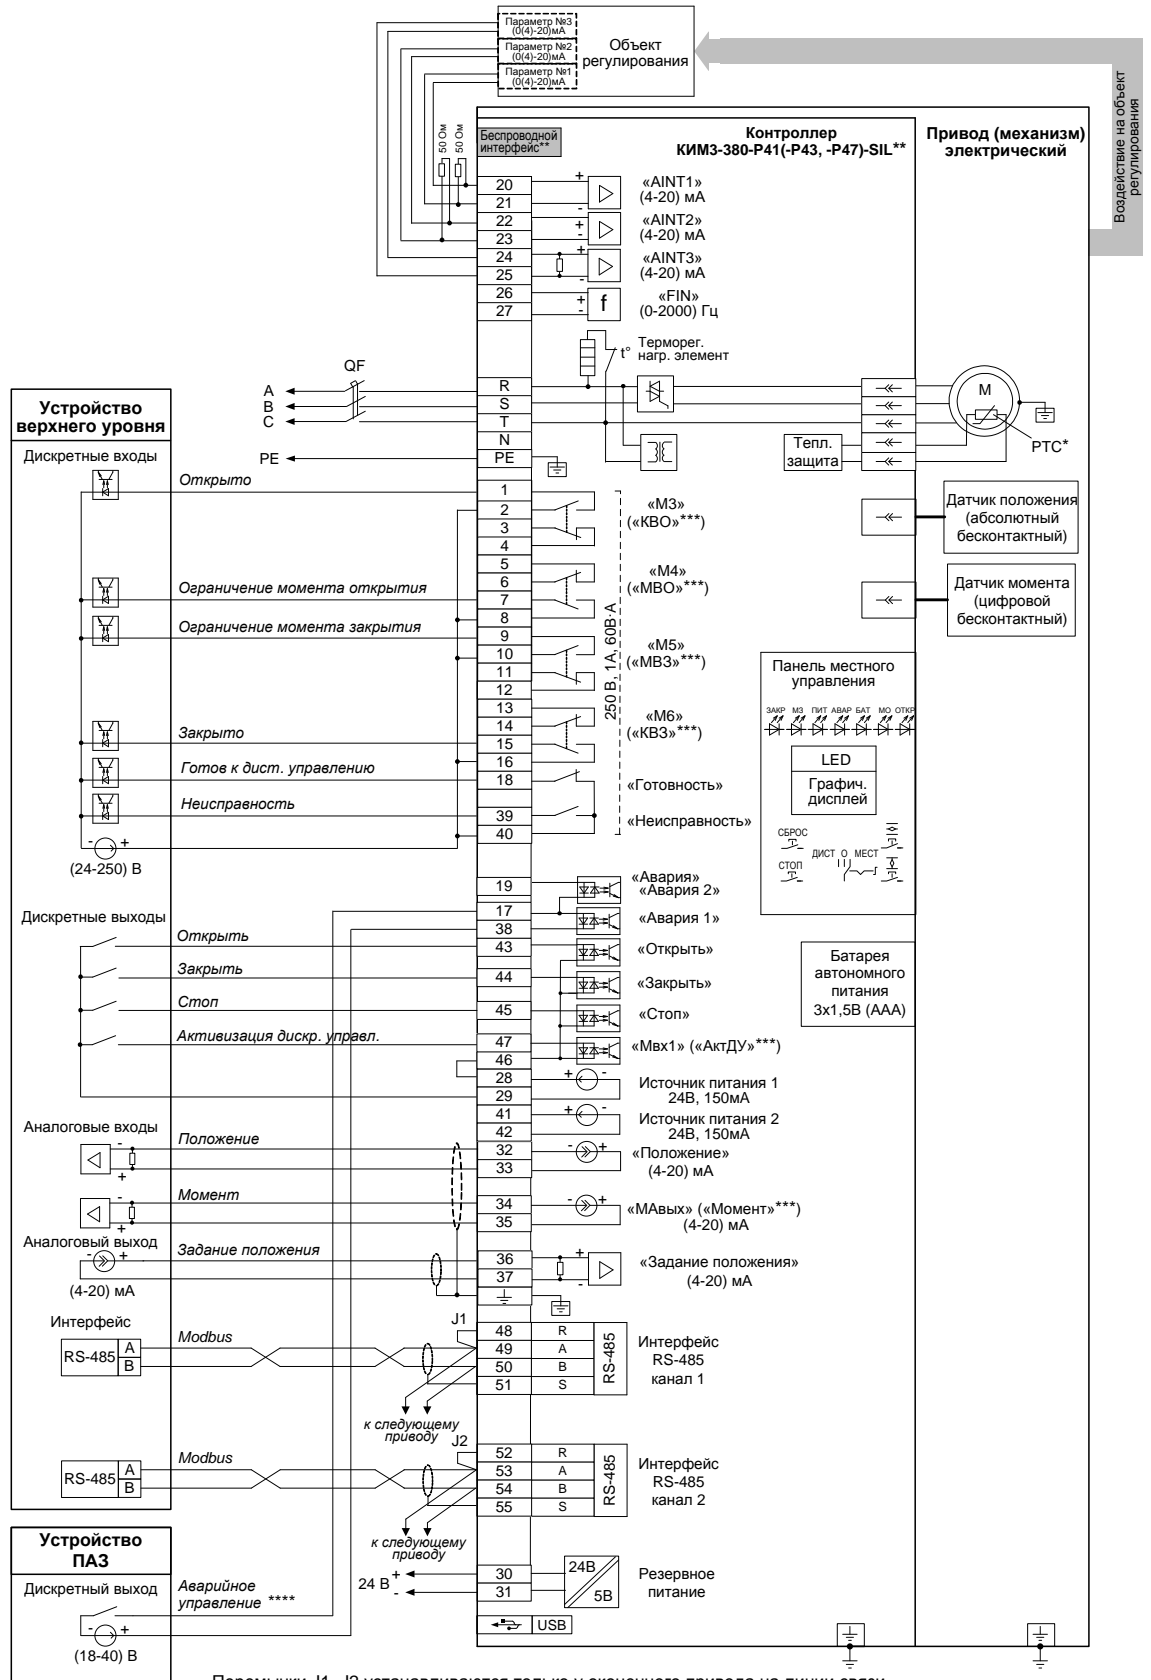 Параметр №3
(0(4)-20)мА
Параметр №2
(0(4)-20)мА
Параметр №1
(0(4)-20)мА
Объект
регулирования
Воздействие на объект
регулирования
50 Ом
50 Ом
Беспроводной
интерфейс**
Контроллер
КИМ3-380-Р41(-Р43, -Р47)-SIL**
Привод (механизм)
электрический
20
+
«AINT1»
21
-
(4-20) мА
22
+
«AINT2»
23
-
(4-20) мА
24
+
«AINT3»
25
-
(4-20) мА
26
+
f
«FIN»
27
-
(0-2000) Гц
t°
Терморег.
нагр. элемент
QF
A
B
C
PE
R
S
T
N
PE
M
PTC*
Тепл.
защита
Устройство
верхнего уровня
Дискретные входы
Открыто
1
2
3
4
«М3»
(«КВО»***)
Датчик положения
(абсолютный
бесконтактный)
Ограничение момента открытия
5
6
7
8
«М4»
(«МВО»***)
Датчик момента
(цифровой
бесконтактный)
Ограничение момента закрытия
9
10
11
12
«М5»
(«МВЗ»***)
250 В, 1А, 60В·А
Панель местного
управления
ЗАКР МЗ ПИТ АВАР БАТ МО ОТКР
LED
Графич.
дисплей
СБРОС
СТОП
ДИСТ О МЕСТ
Закрыто
13
14
15
16
«М6»
(«КВЗ»***)
Готов к дист. управлению
18
«Готовность»
Неисправность
39
40
«Неисправность»
- +
(24-250) В
19
«Авария»
«Авария 2»
17
38
«Авария 1»
Дискретные выходы
Открыть
43
«Открыть»
Закрыть
44
«Закрыть»
Стоп
45
«Стоп»
Активизация дискр. управл.
47
46
«Мвх1» («АктДУ»***)
Батарея
автономного
питания
3х1,5В (ААА)
28
29
+ -
Источник питания 1
24В, 150мА
41
42
+ -
Источник питания 2
24В, 150мА
Аналоговые входы
-
+
Положение
32
33
- +
«Положение»
(4-20) мА
-
+
Момент
34
35
- +
«МАвых» («Момент»***)
(4-20) мА
Аналоговый выход
- +
(4-20) мА
Задание положения
36
37
+
-
«Задание положения»
(4-20) мА
Интерфейс
RS-485
A
B
Modbus
J1
48 R
49 A
50 B
51 S
RS-485
Интерфейс
RS-485
канал 1
к следующему
приводу
RS-485
A
B
Modbus
J2
52 R
53 A
54 B
55 S
RS-485
Интерфейс
RS-485
канал 2
к следующему
приводу
Устройство
ПАЗ
Дискретный выход
- +
(18-40) В
Аварийное
управление ****
24 В
+
-
30
31
24В
5В
Резервное
питание
USB
Перемычки J1, J2 устанавливаются только у оконечного привода на линии связи